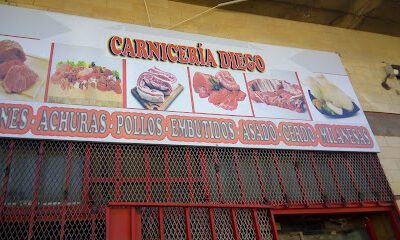 CARNICERÍA DIEGO
NES - ACHURAS - POLLOS - EMBUTIDOS - ASADO - CERDO - MILANESAS